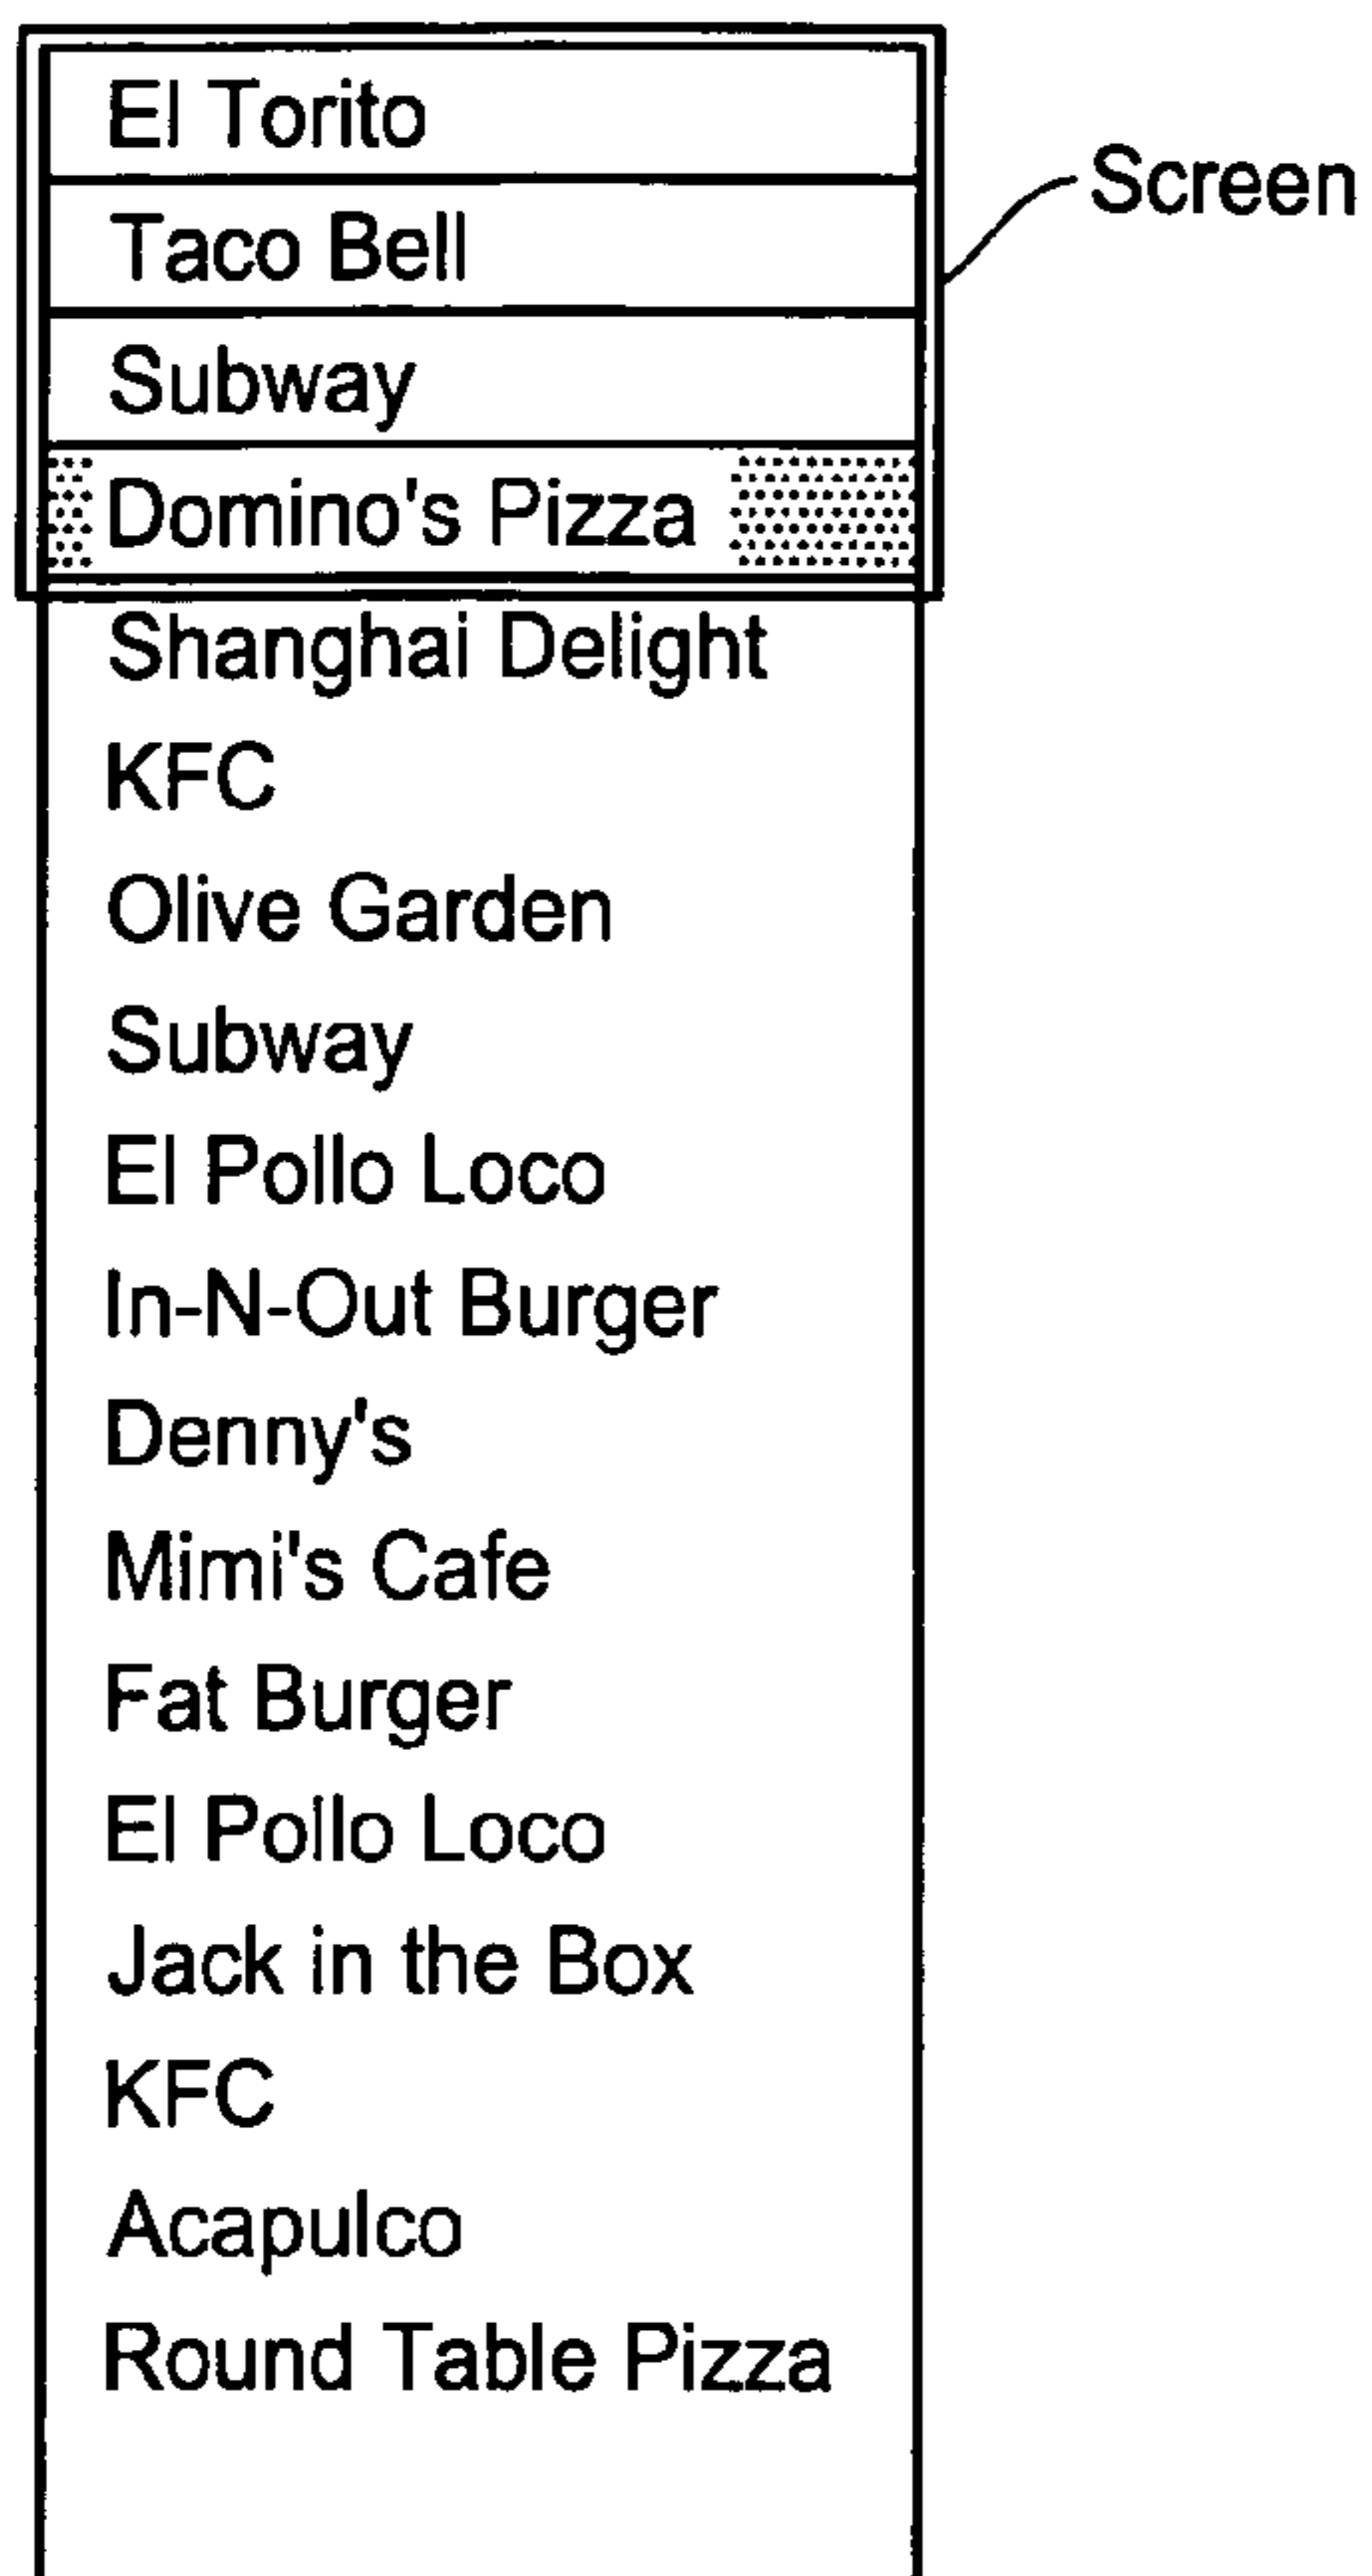 El Torito
Screen
Taco Bell
Subway
Domino's Pizza
Shanghai Delight
KFC
Olive Garden
Subway
El Pollo Loco
In-N-Out Burger
Denny's
Mimi's Cafe
Fat Burger
El Pollo Loco
Jack in the Box
KFC
Acapulco
Round Table Pizza